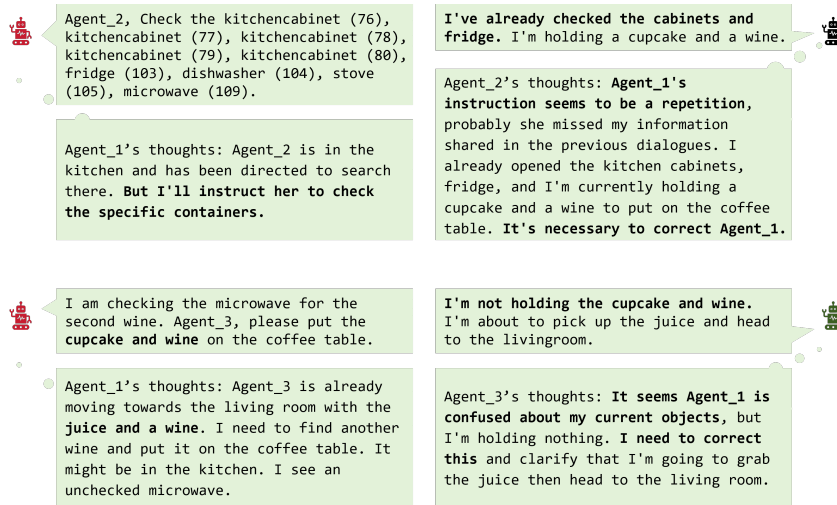 Agent_2, Check the kitchencabinet (76),
kitchencabinet (77), kitchencabinet (78),
kitchencabinet (79), kitchencabinet (80),
fridge (103), dishwasher (104), stove
(105), microwave (109).
Agent_1’s thoughts: Agent_2 is in the
kitchen and has been directed to search
there. But I'll instruct her to check
the specific containers.
I've already checked the cabinets and
fridge. I'm holding a cupcake and a wine.
Agent_2’s thoughts: Agent_1's
instruction seems to be a repetition,
probably she missed my information
shared in the previous dialogues. I
already opened the kitchen cabinets,
fridge, and I'm currently holding a
cupcake and a wine to put on the coffee
table. It's necessary to correct Agent_1.
I am checking the microwave for the
second wine. Agent_3, please put the
cupcake and wine on the coffee table.
Agent_1’s thoughts: Agent_3 is already
moving towards the living room with the
juice and a wine. I need to find another
wine and put it on the coffee table. It
might be in the kitchen. I see an
unchecked microwave.
I'm not holding the cupcake and wine.
I'm about to pick up the juice and head
to the livingroom.
Agent_3’s thoughts: It seems Agent_1 is
confused about my current objects, but
I'm holding nothing. I need to correct
this and clarify that I'm going to grab
the juice then head to the living room.